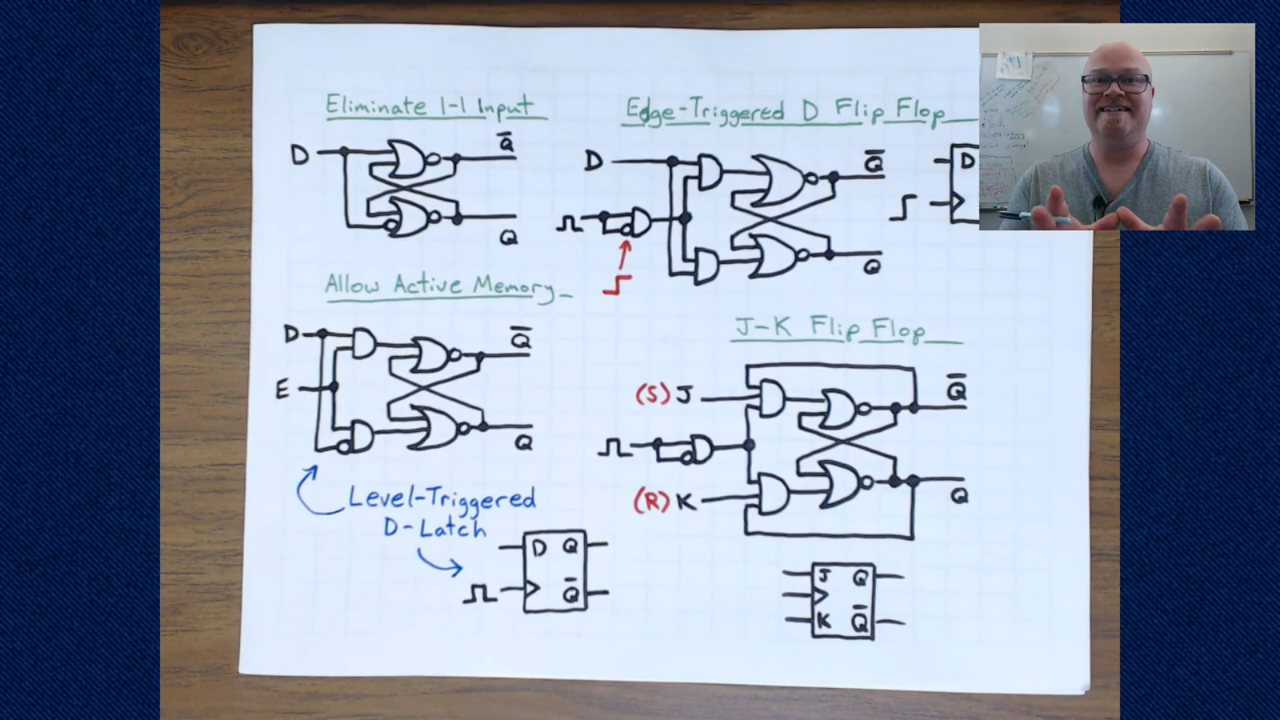 Eliminate 1-1 Input
D
Q̅
Q
Edge-Triggered D Flip Flop
D
Q̅
Q
D
Allow Active Memory
D
E
Q̅
Q
Level-Triggered
D-Latch
D Q
Q̅
J-K Flip Flop
(S) J
(R) K
Q̅
Q
J Q
K Q̅